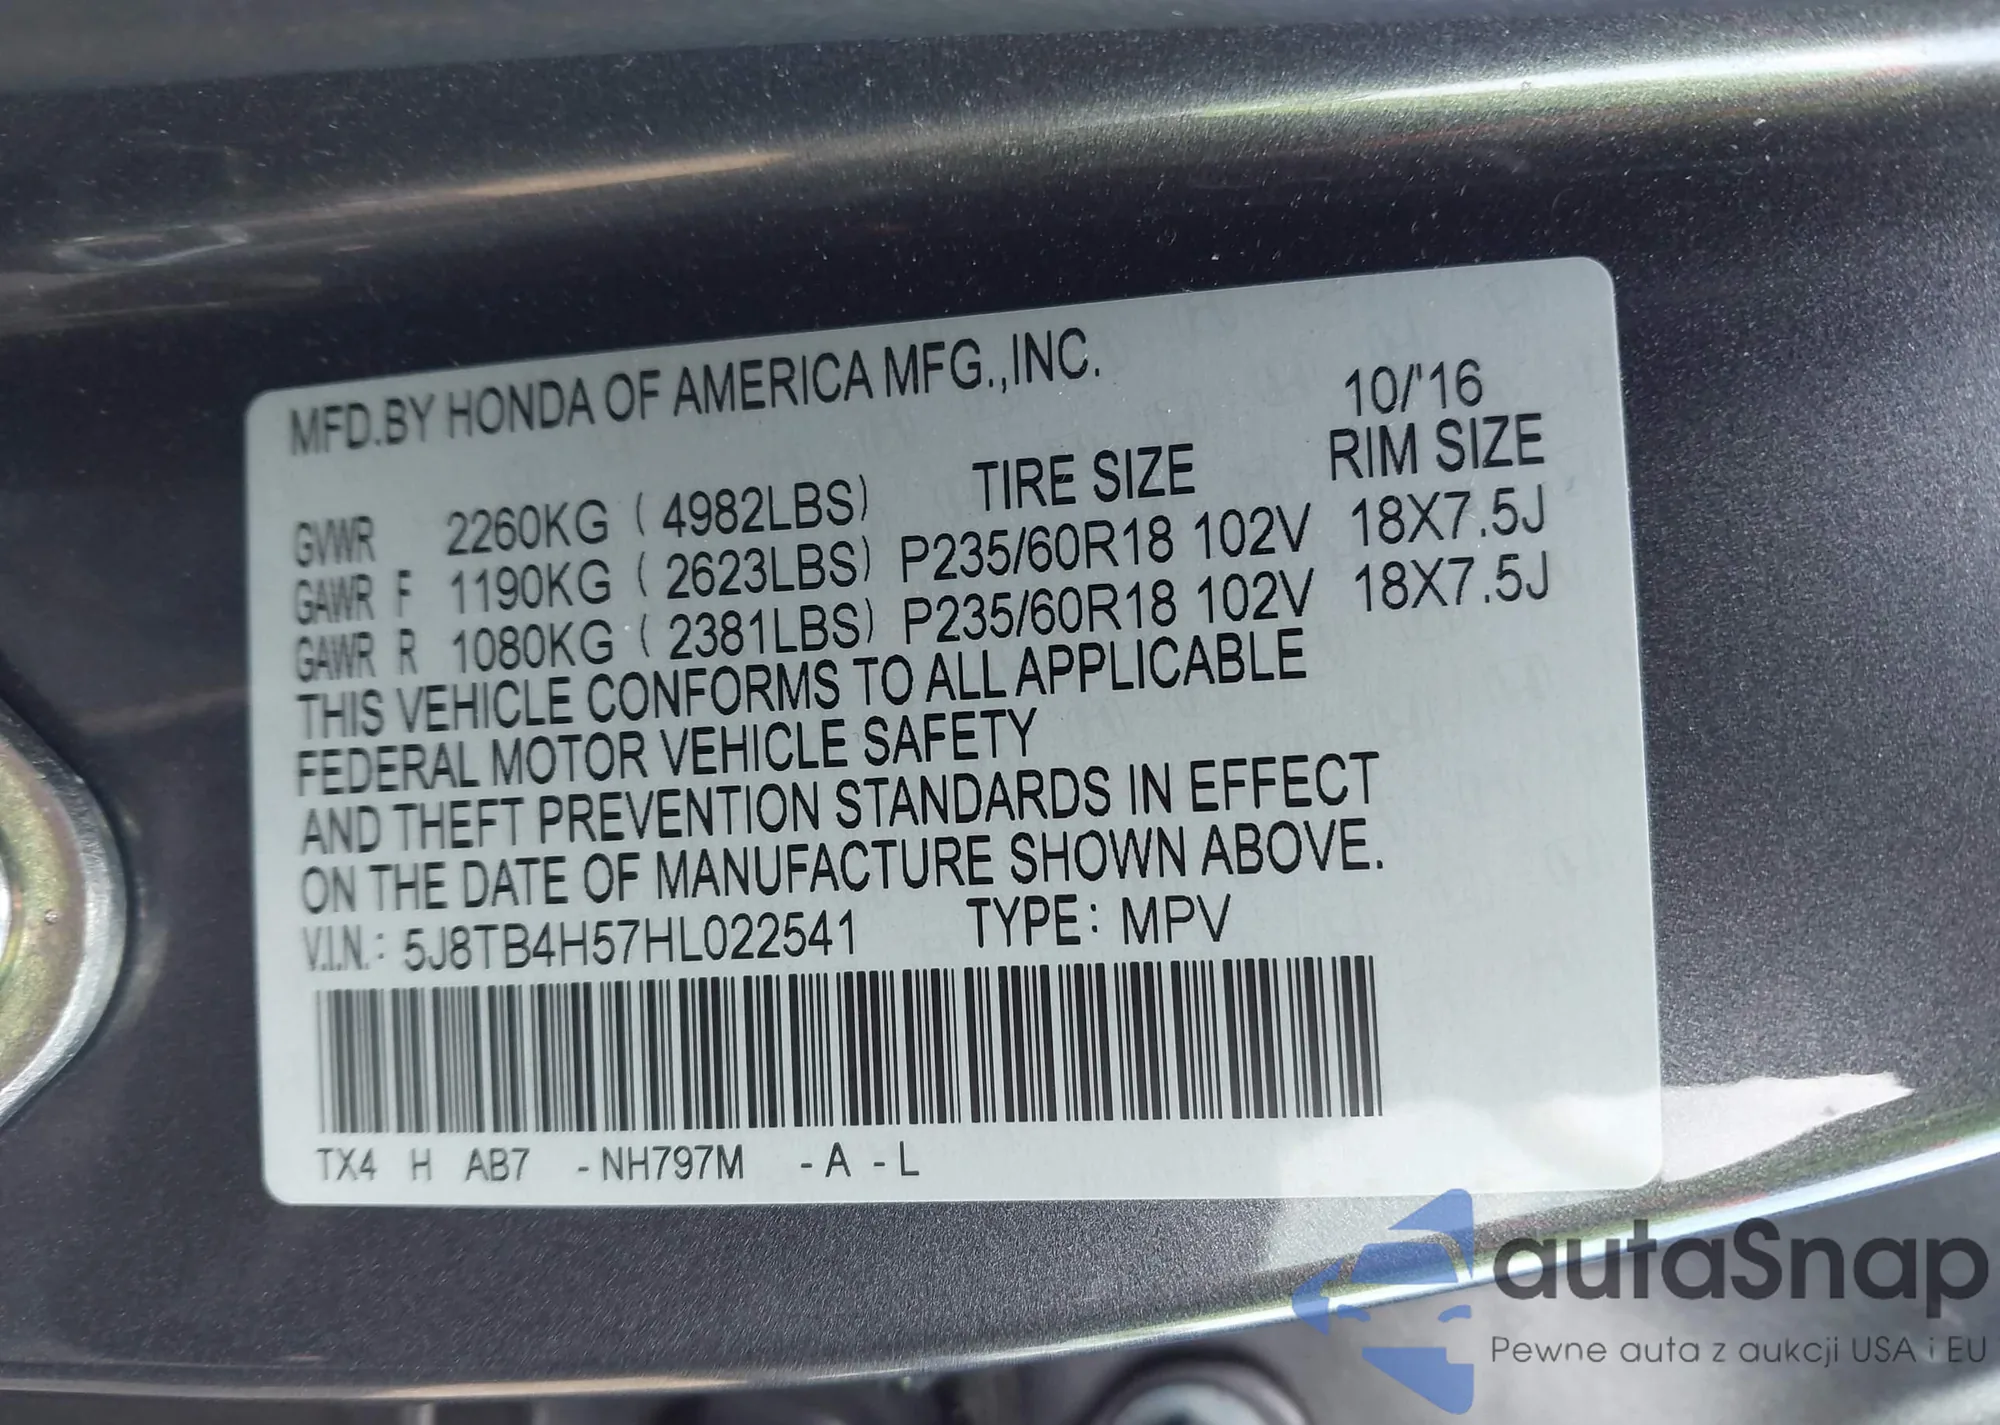 MFD.BY HONDA OF AMERICA MFG.,INC. 10/'16
TIRE SIZE RIM SIZE
GVWR 2260KG ( 4982LBS)
GAWR F 1190KG ( 2623LBS) P235/60R18 102V 18X7.5J
GAWR R 1080KG ( 2381LBS) P235/60R18 102V 18X7.5J
THIS VEHICLE CONFORMS TO ALL APPLICABLE
FEDERAL MOTOR VEHICLE SAFETY
AND THEFT PREVENTION STANDARDS IN EFFECT
ON THE DATE OF MANUFACTURE SHOWN ABOVE.
V.I.N.: 5J8TB4H57HL022541 TYPE: MPV
TX4 H AB7 -NH797M -A -L
autaSnap
Pewne auta z aukcji USA i EU